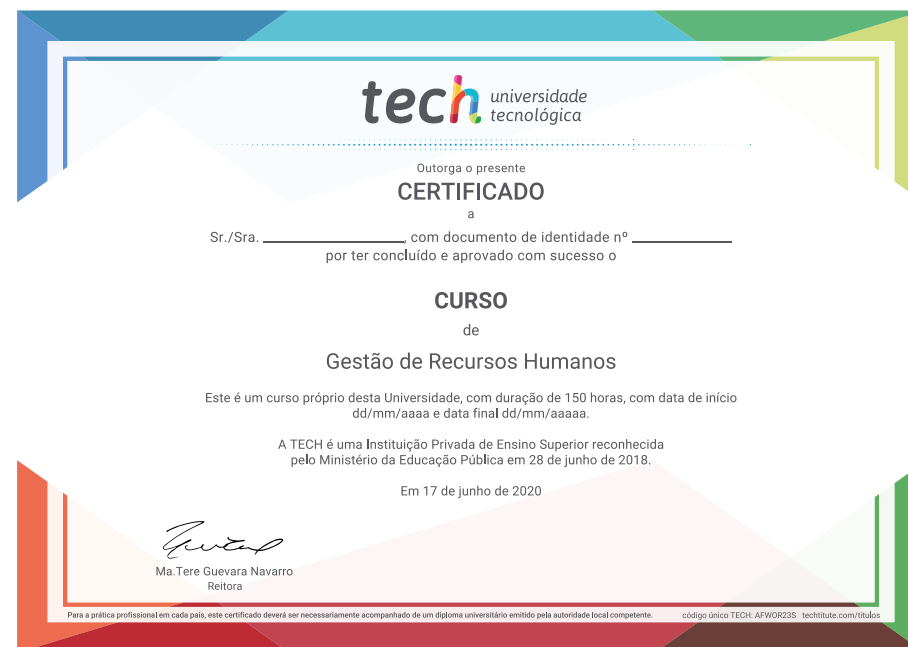 tech universidade
tecnológica
Outorga o presente
CERTIFICADO
a
Sr./Sra. ____________, com documento de identidade nº ____________
por ter concluído e aprovado com sucesso o
CURSO
de
Gestão de Recursos Humanos
Este é um curso próprio desta Universidade, com duração de 150 horas, com data de início
dd/mm/aaaa e data final dd/mm/aaaaa.
A TECH é uma Instituição Privada de Ensino Superior reconhecida
pelo Ministério da Educação Pública em 28 de junho de 2018.
Em 17 de junho de 2020
Ma.Tere Guevara Navarro
Reitora
Para a prática profissional em cada país, este certificado deverá ser necessariamente acompanhado de um diploma universitário emitido pela autoridade local competente. código único TECH: AFWOR23S techtitute.com/titulos